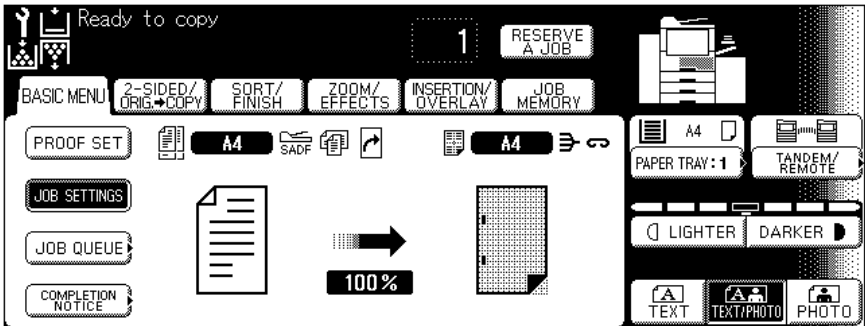 Ready to copy
1
RESERVE
A JOB
BASIC MENU
2-SIDED/
ORIG.➔COPY
SORT/
FINISH
ZOOM/
EFFECTS
INSERTION/
OVERLAY
JOB
MEMORY
PROOF SET
A4
SADF
A4
A4
PAPER TRAY:1
TANDEM/
REMOTE
JOB SETTINGS
LIGHTER
DARKER
JOB QUEUE
100%
COMPLETION
NOTICE
A
TEXT
A
TEXT/PHOTO
PHOTO